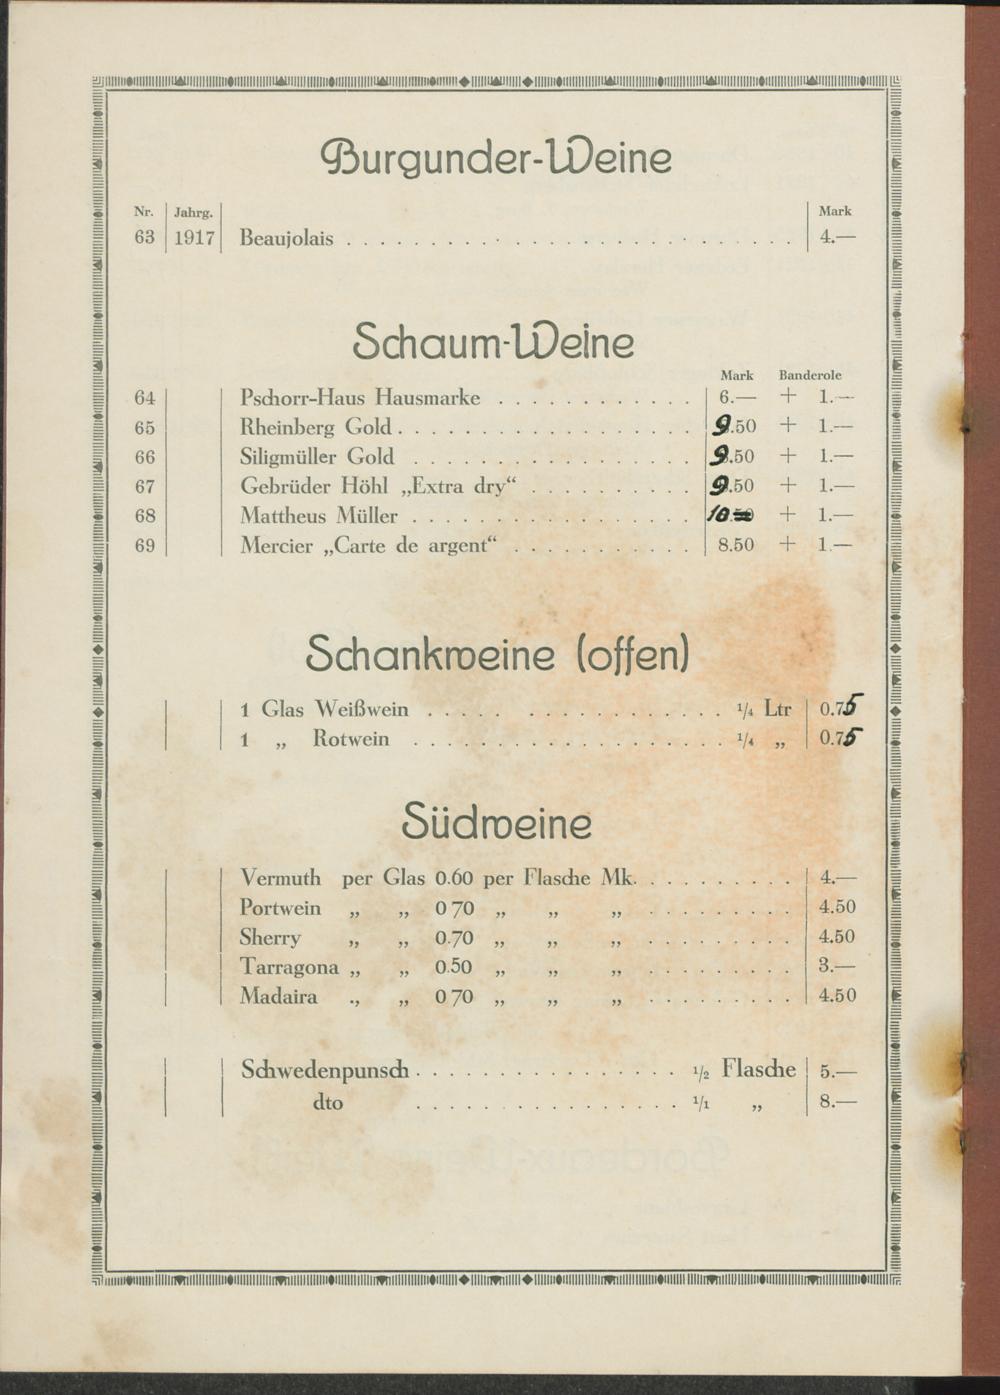 Burgunder-Weine
Nr. Jahrg. Mark
63 1917 Beaujolais . . . . . . . . . . . . . . . . . . . . . . . . . . 4.—
Schaum-Weine
Mark Banderole
64 Pschorr-Haus Hausmarke . . . . . . . . . . . . 6.— + 1.—
65 Rheinberg Gold . . . . . . . . . . . . . . . . . . 9.50 + 1.—
66 Siligmüller Gold . . . . . . . . . . . . . . . . . 9.50 + 1.—
67 Gebrüder Höhl „Extra dry“ . . . . . . . . . . 9.50 + 1.—
68 Mattheus Müller . . . . . . . . . . . . . . . . . 10 + 1.—
69 Mercier „Carte de argent“ . . . . . . . . . . . 8.50 + 1.—
Schankweine (offen)
1 Glas Weißwein . . . . . . . . . . . . . . . . ¼ Ltr 0.75
1 „ Rotwein . . . . . . . . . . . . . . . . . . . ¼ „ 0.75
Südweine
Vermuth per Glas 0.60 per Flasche Mk. . . . . . . . . . 4.—
Portwein „ „ 0 70 „ „ „ . . . . . . . . . 4.50
Sherry „ „ 0.70 „ „ „ . . . . . . . . . 4.50
Tarragona „ „ 0.50 „ „ „ . . . . . . . . . 3.—
Madaira „ „ 0 70 „ „ „ . . . . . . . . . 4.50
Schwedenpunsch . . . . . . . . . . . . . . . . ½ Flasche 5.—
dto . . . . . . . . . . . . . . . . 1/1 „ 8.—